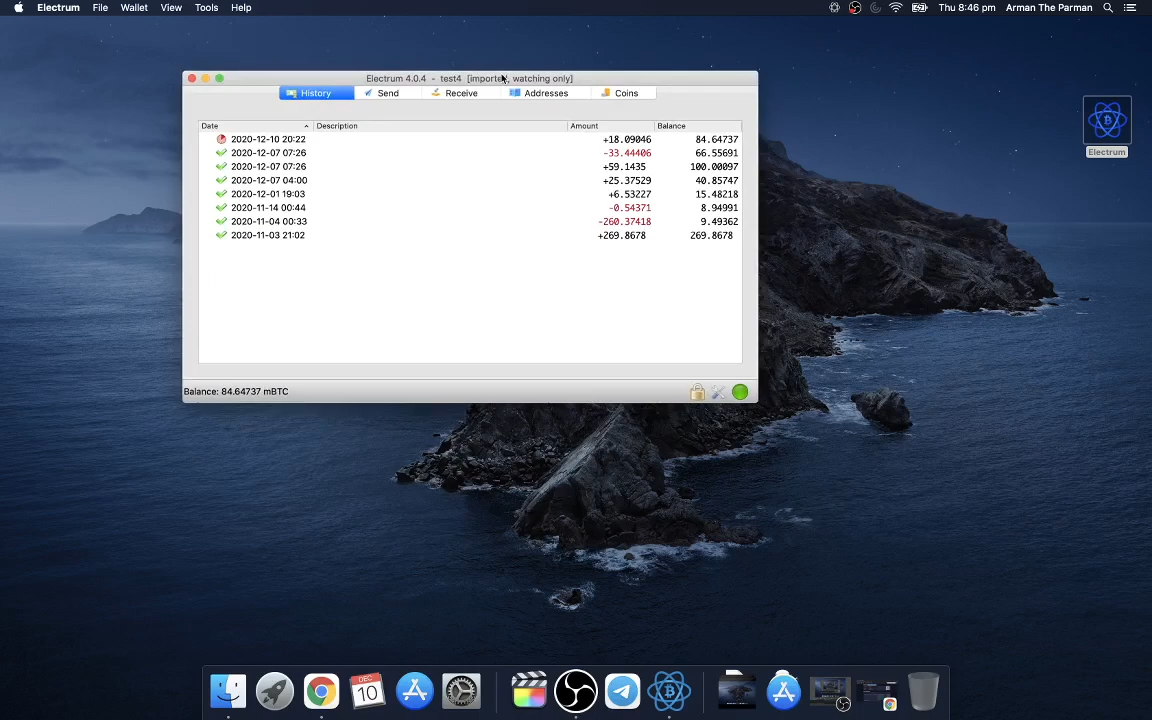 Electrum File Wallet View Tools Help Thu 8:46 pm Arman The Parman
Electrum 4.0.4 - test4 [imported, watching only]
History Send Receive Addresses Coins
Date Description Amount Balance
2020-12-10 20:22 +18.09046 84.64737
2020-12-07 07:26 -33.44406 66.55691
2020-12-07 07:26 +59.1435 100.00097
2020-12-07 04:00 +25.37529 40.85747
2020-12-01 19:03 +6.53227 15.48218
2020-11-14 00:44 -0.54371 8.94991
2020-11-04 00:33 -260.37418 9.49362
2020-11-03 21:02 +269.8678 269.8678
Balance: 84.64737 mBTC
Electrum
DEC
10